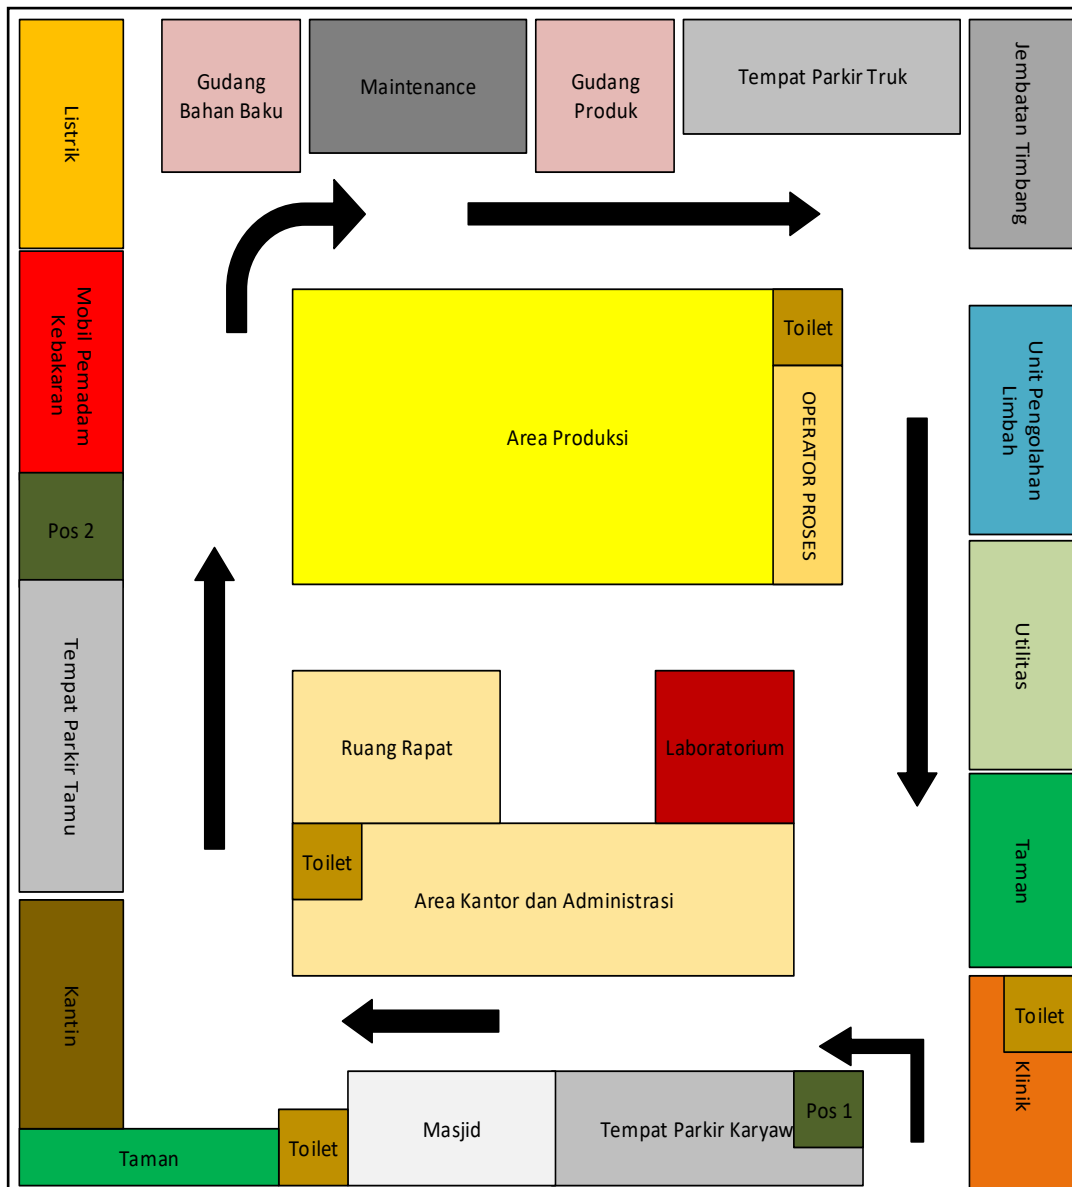 Listrik
Gudang
Bahan Baku
Maintenance
Gudang
Produk
Tempat Parkir Truk
Jembatan Timbang
Mobil Pemadam
Kebakaran
Toilet
Area Produksi
OPERATOR PROSES
Unit Pengolahan
Limbah
Pos 2
Utilitas
Tempat Parkir Tamu
Ruang Rapat
Laboratorium
Toilet
Area Kantor dan Administrasi
Taman
Kantin
Toilet
Klinik
Taman
Toilet
Masjid
Tempat Parkir Karyaw
Pos 1